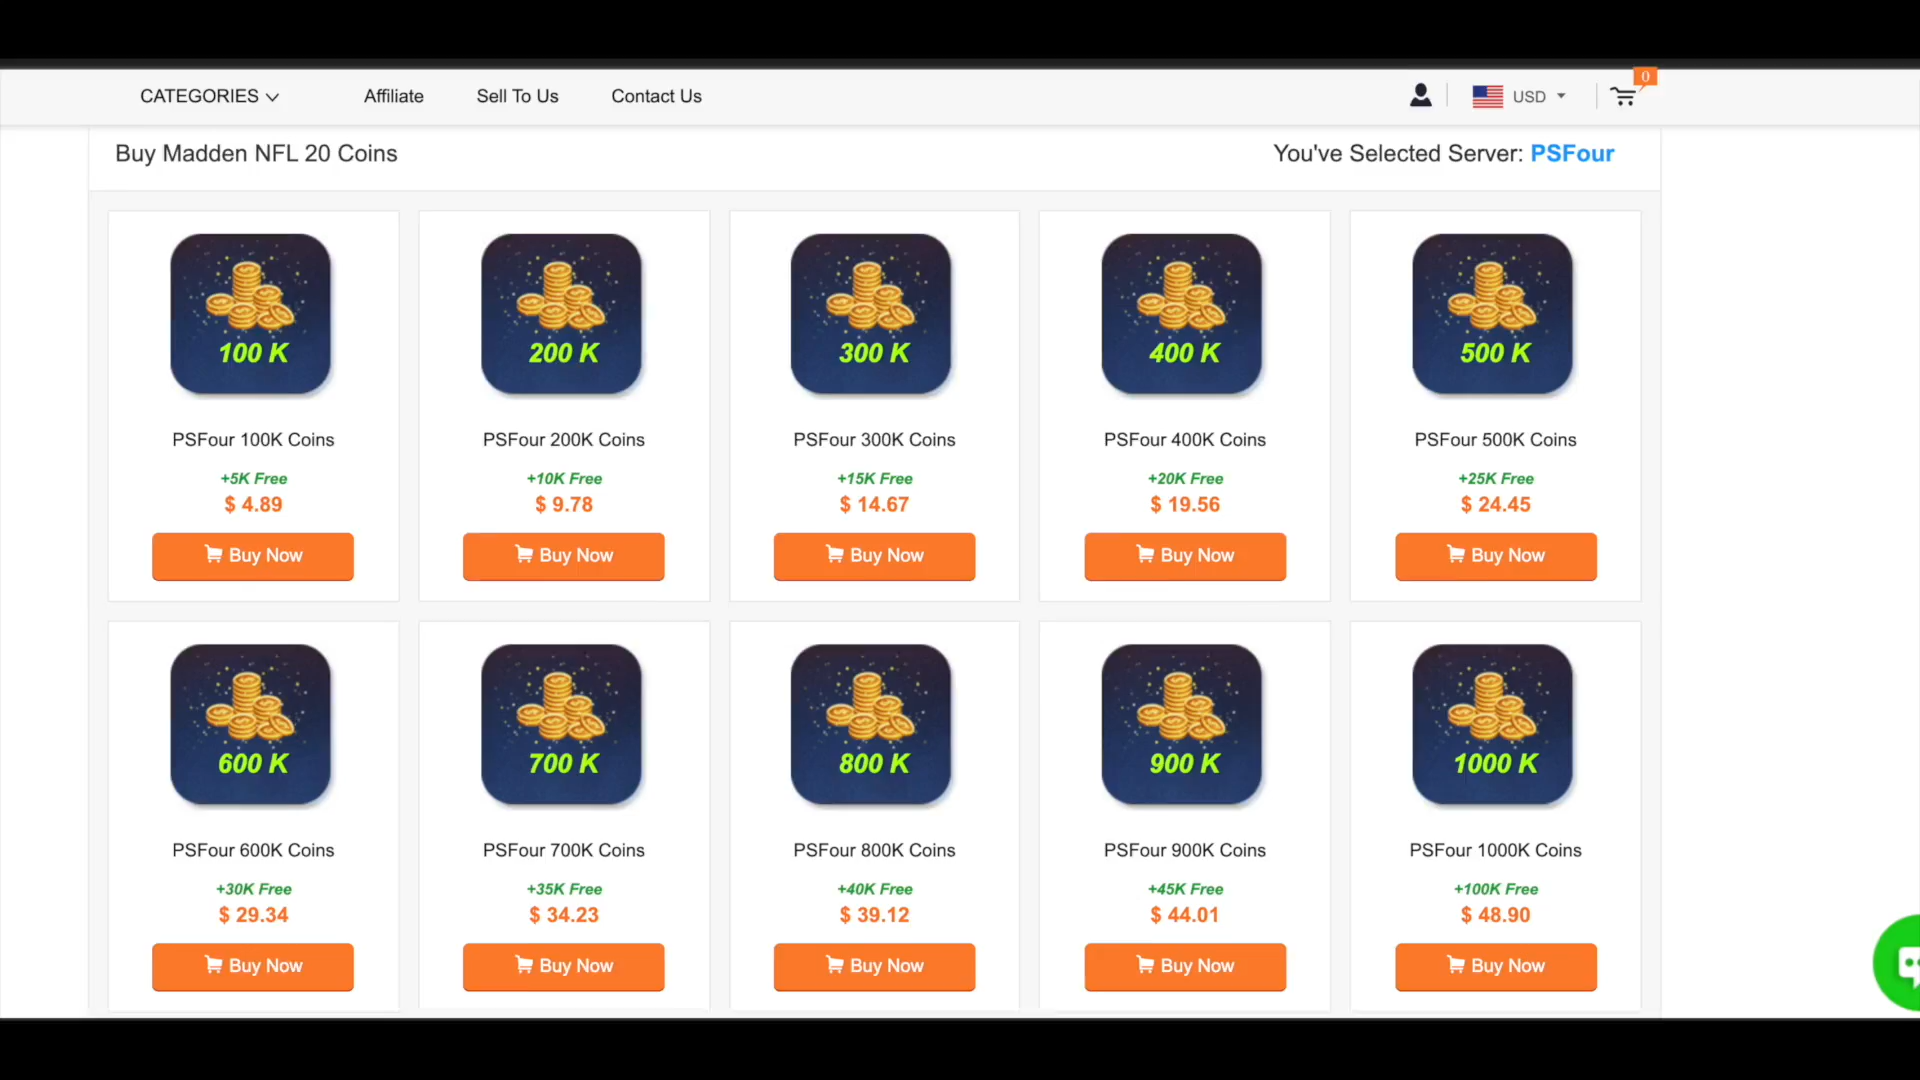 CATEGORIES Affiliate Sell To Us Contact Us USD 0
Buy Madden NFL 20 Coins You've Selected Server: PSFour
100 K 200 K 300 K 400 K 500 K
PSFour 100K Coins PSFour 200K Coins PSFour 300K Coins PSFour 400K Coins PSFour 500K Coins
+5K Free +10K Free +15K Free +20K Free +25K Free
$ 4.89 $ 9.78 $ 14.67 $ 19.56 $ 24.45
Buy Now Buy Now Buy Now Buy Now Buy Now
600 K 700 K 800 K 900 K 1000 K
PSFour 600K Coins PSFour 700K Coins PSFour 800K Coins PSFour 900K Coins PSFour 1000K Coins
+30K Free +35K Free +40K Free +45K Free +100K Free
$ 29.34 $ 34.23 $ 39.12 $ 44.01 $ 48.90
Buy Now Buy Now Buy Now Buy Now Buy Now